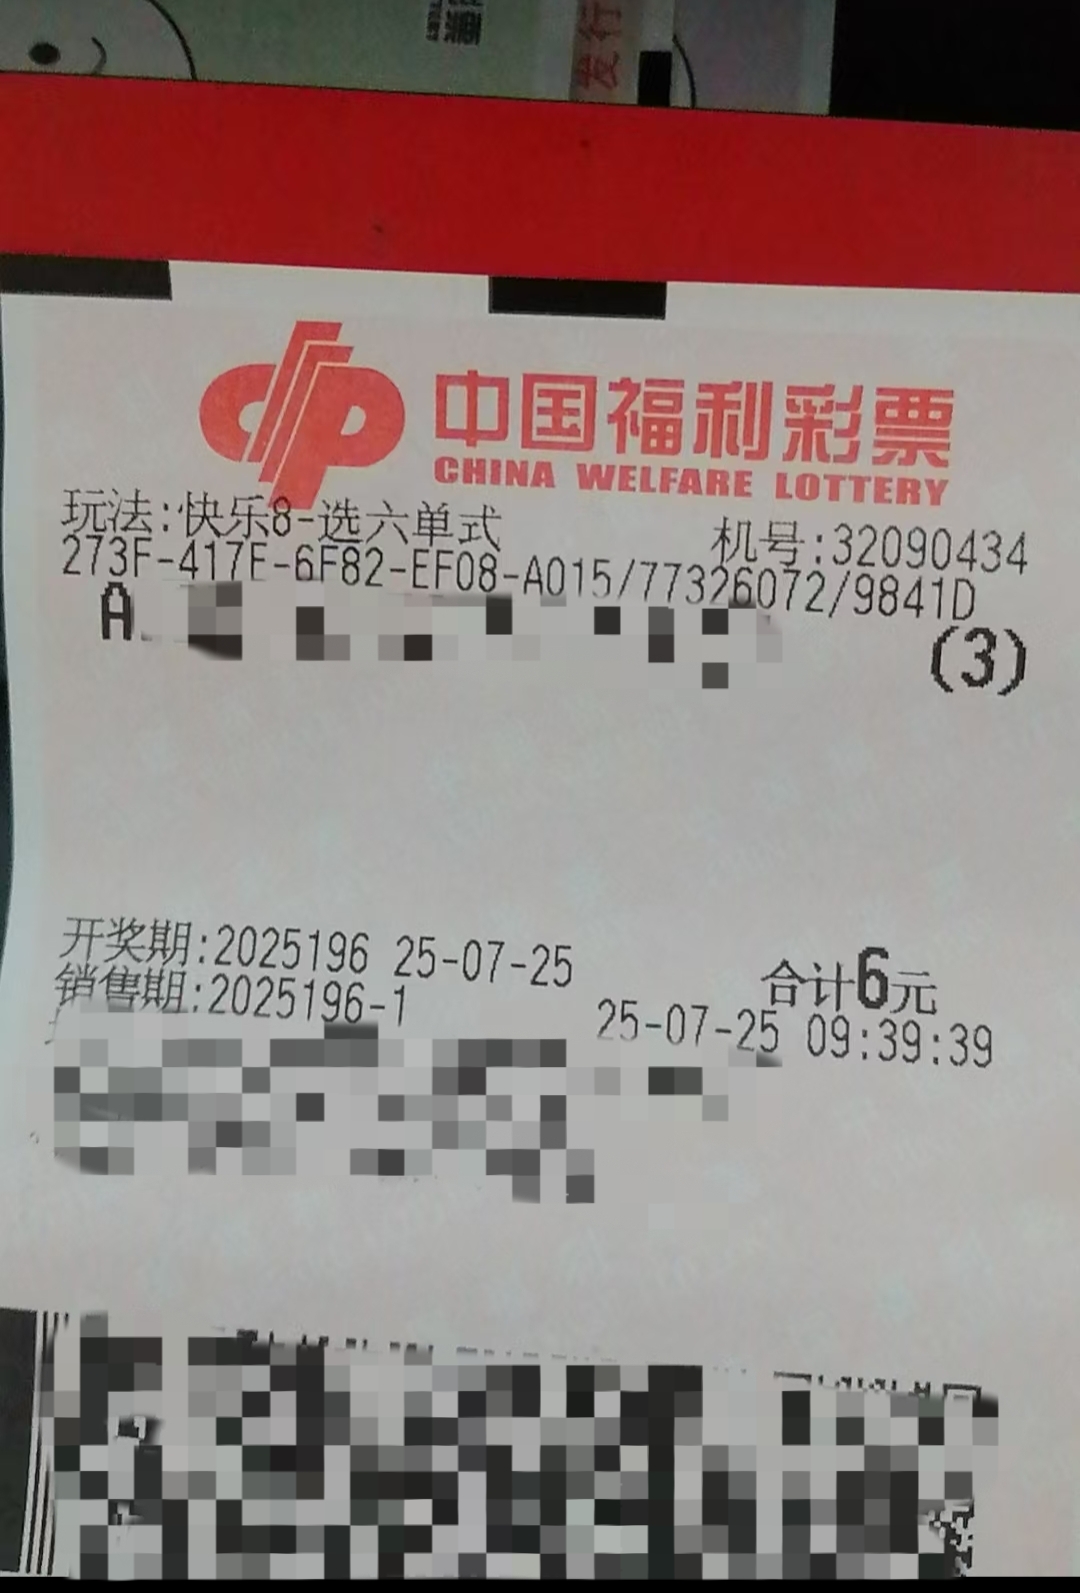 发行
中国福利彩票
CHINA WELFARE LOTTERY
玩法:快乐8-选六单式 机号:32090434
273F-417E-6F82-EF08-A015/77326072/9841D
A
(3)
开奖期:2025196 25-07-25 合计6元
销售期:2025196-1 25-07-25 09:39:39